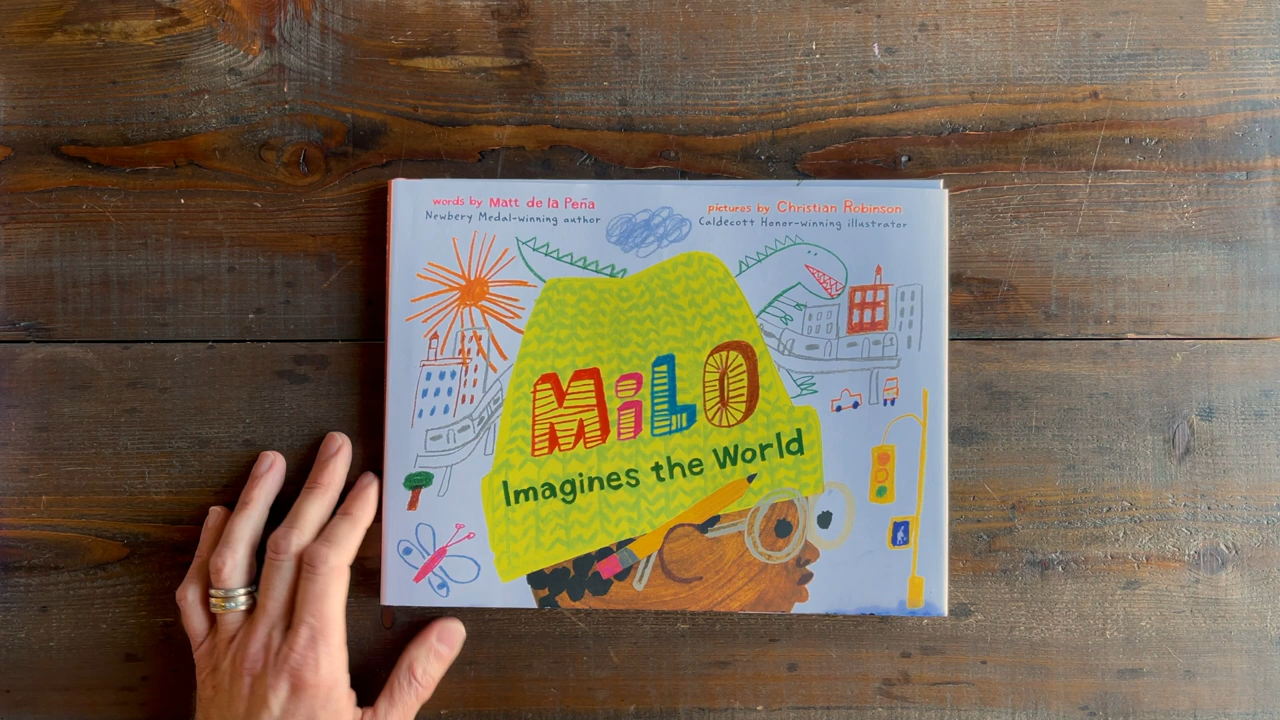 words by Matt de la Peña
Newbery Medal-winning author
pictures by Christian Robinson
Caldecott Honor-winning illustrator
MiLO
Imagines the World